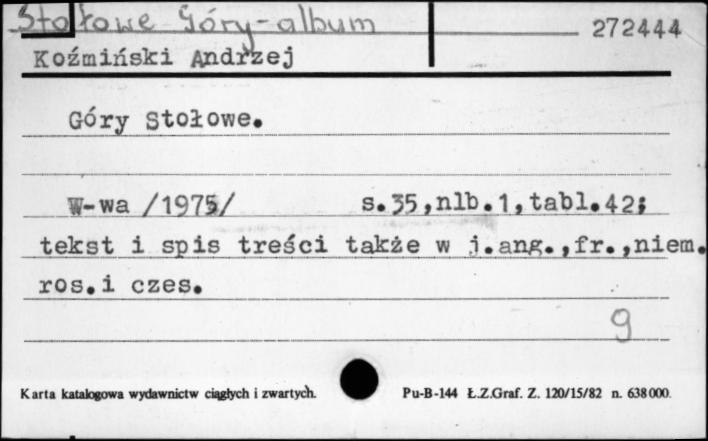 Stołowe Góry-album
272444
Koźmiński Andrzej
Góry Stołowe.
W-wa /1975/ s.35,nlb.1,tabl.42;
tekst i spis treści także w j.ang.,fr.,niem.
ros.i czes.
9
Karta katalogowa wydawnictw ciągłych i zwartych. Pu-B-144 Ł.Z.Graf. Z. 120/15/82 n. 638000.